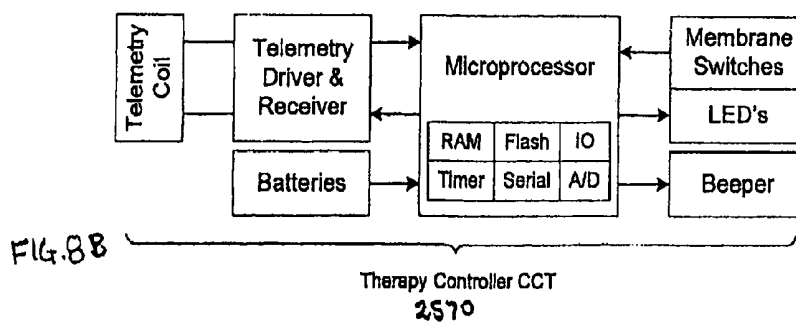 Telemetry
Coil
Telemetry
Driver &
Receiver
Batteries
Microprocessor
RAM Flash IO
Timer Serial A/D
Membrane
Switches
LED's
Beeper
FIG. 8B
Therapy Controller CCT
2570